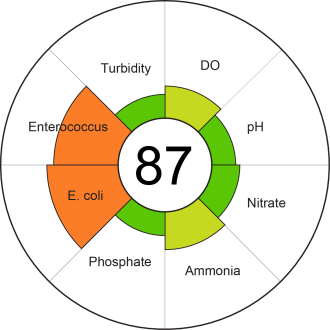 DO
Turbidity
Enterococcus
pH
87
E. coli
Nitrate
Phosphate
Ammonia